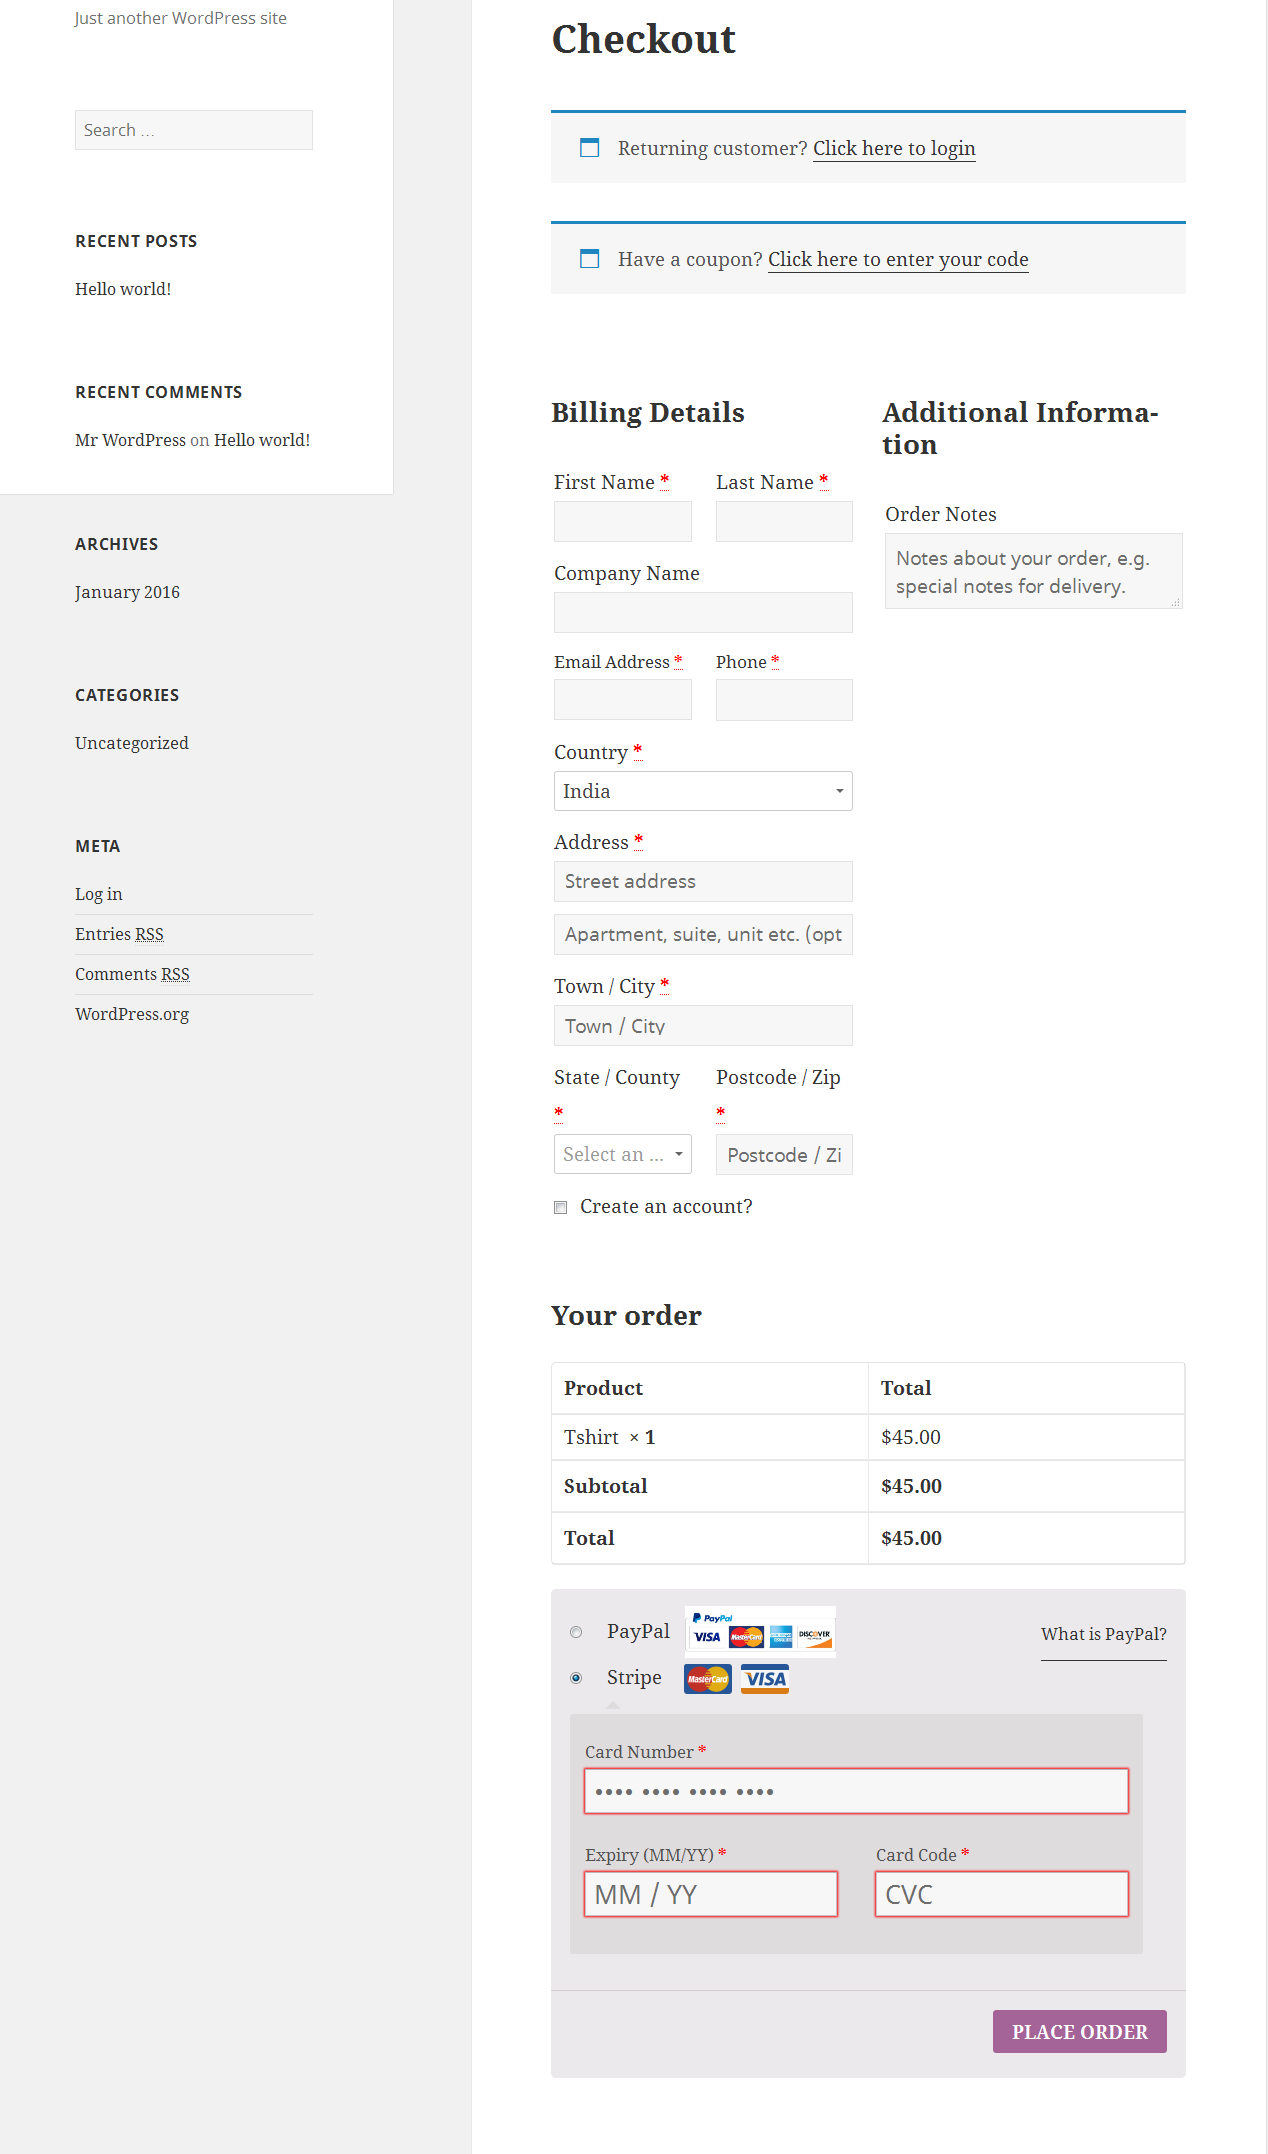 Just another WordPress site
Search ...
RECENT POSTS
Hello world!
RECENT COMMENTS
Mr WordPress on Hello world!
ARCHIVES
January 2016
CATEGORIES
Uncategorized
META
Log in
Entries RSS
Comments RSS
WordPress.org
Checkout
Returning customer? Click here to login
Have a coupon? Click here to enter your code
Billing Details
First Name *
Last Name *
Company Name
Email Address *
Phone *
Country *
India
Address *
Street address
Apartment, suite, unit etc. (opt
Town / City *
Town / City
State / County
*
Select an ...
Postcode / Zip
*
Postcode / Zi
Create an account?
Additional Informa-
tion
Order Notes
Notes about your order, e.g.
special notes for delivery.
Your order
Product Total
Tshirt × 1 $45.00
Subtotal $45.00
Total $45.00
PayPal
PayPal
VISA MasterCard DISCOVER
What is PayPal?
Stripe MasterCard VISA
Card Number *
•••• •••• •••• ••••
Expiry (MM/YY) *
MM / YY
Card Code *
CVC
PLACE ORDER